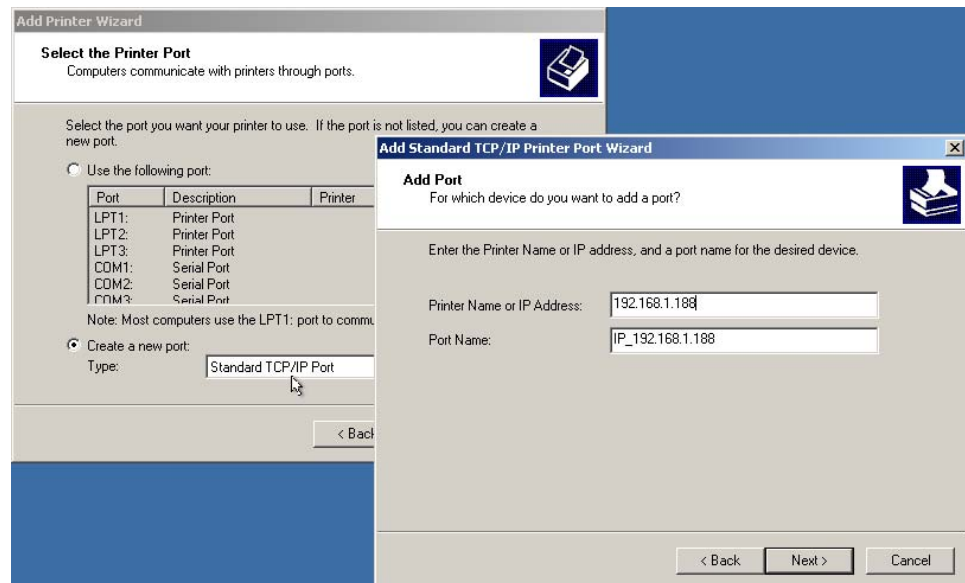 Add Printer Wizard
Select the Printer Port
Computers communicate with printers through ports.
Select the port you want your printer to use. If the port is not listed, you can create a
new port.
Use the following port:
Port Description Printer
LPT1: Printer Port
LPT2: Printer Port
LPT3: Printer Port
COM1: Serial Port
COM2: Serial Port
COM3: Serial Port
Note: Most computers use the LPT1: port to commu
Create a new port:
Type: Standard TCP/IP Port
< Back
Add Standard TCP/IP Printer Port Wizard
Add Port
For which device do you want to add a port?
Enter the Printer Name or IP address, and a port name for the desired device.
Printer Name or IP Address: 192.168.1.188
Port Name: IP_192.168.1.188
< Back Next > Cancel